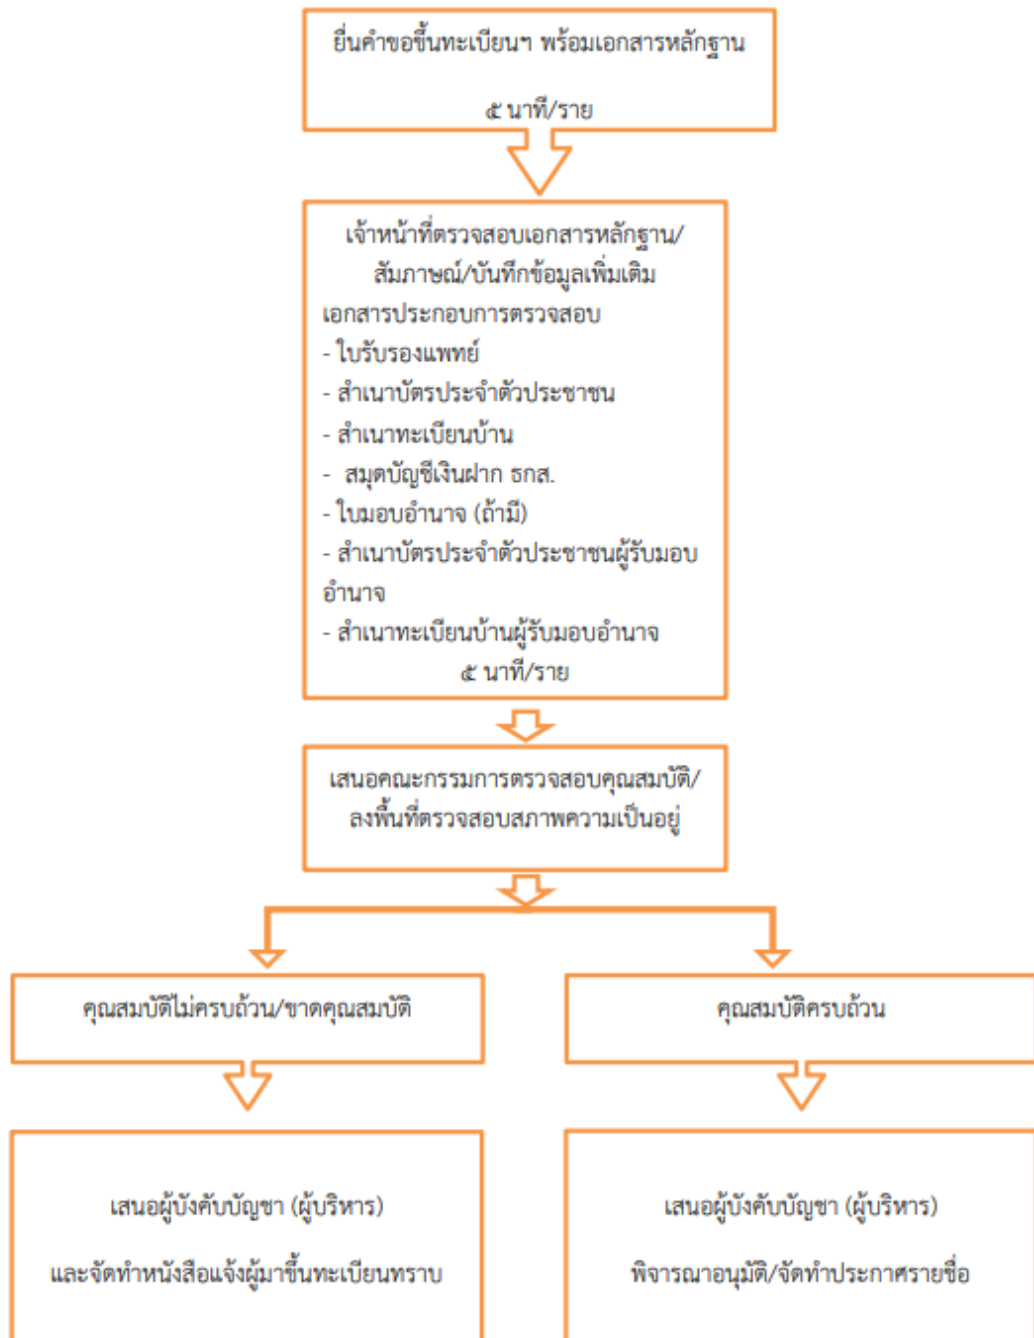 ยื่นคำขอขึ้นทะเบียนฯ พร้อมเอกสารหลักฐาน
๕ นาที/ราย
เจ้าหน้าที่ตรวจสอบเอกสารหลักฐาน/
สัมภาษณ์/บันทึกข้อมูลเพิ่มเติม
เอกสารประกอบการตรวจสอบ
- ใบรับรองแพทย์
- สำเนาบัตรประจำตัวประชาชน
- สำเนาทะเบียนบ้าน
- สมุดบัญชีเงินฝาก ธกส.
- ใบมอบอำนาจ (ถ้ามี)
- สำเนาบัตรประจำตัวประชาชนผู้รับมอบ
อำนาจ
- สำเนาทะเบียนบ้านผู้รับมอบอำนาจ
๕ นาที/ราย
เสนอคณะกรรมการตรวจสอบคุณสมบัติ/
ลงพื้นที่ตรวจสอบสภาพความเป็นอยู่
คุณสมบัติไม่ครบถ้วน/ขาดคุณสมบัติ
คุณสมบัติครบถ้วน
เสนอผู้บังคับบัญชา (ผู้บริหาร)
และจัดทำหนังสือแจ้งผู้มาขึ้นทะเบียนทราบ
เสนอผู้บังคับบัญชา (ผู้บริหาร)
พิจารณาอนุมัติ/จัดทำประกาศรายชื่อ